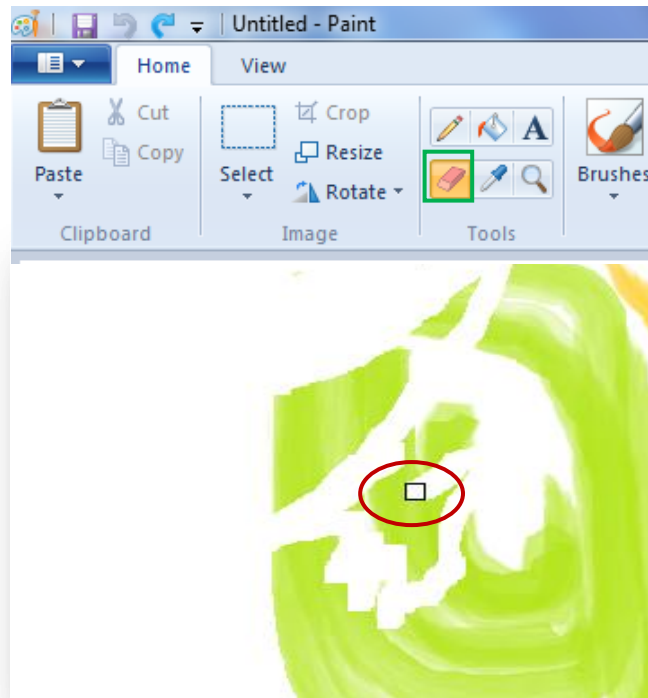 Untitled - Paint
Home View
Cut
Copy
Paste
Clipboard
Select
Crop
Resize
Rotate
Image
A
Tools
Brushes